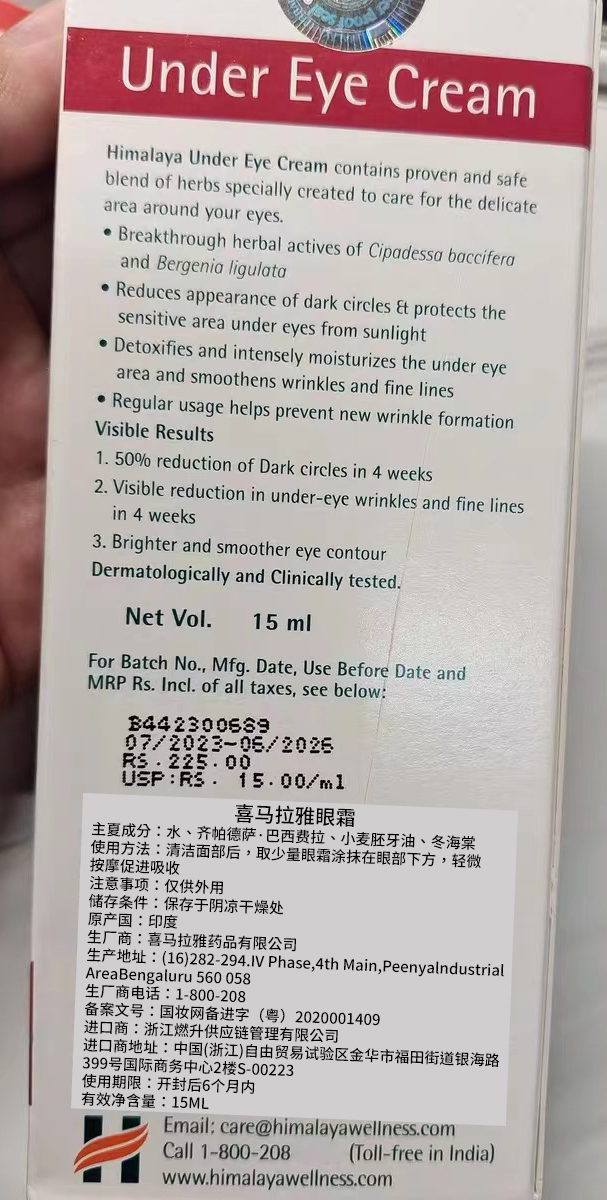 Under Eye Cream
Himalaya Under Eye Cream contains proven and safe
blend of herbs specially created to care for the delicate
area around your eyes.
• Breakthrough herbal actives of Cipadessa baccifera
and Bergenia ligulata
• Reduces appearance of dark circles & protects the
sensitive area under eyes from sunlight
• Detoxifies and intensely moisturizes the under eye
area and smoothens wrinkles and fine lines
• Regular usage helps prevent new wrinkle formation
Visible Results
1. 50% reduction of Dark circles in 4 weeks
2. Visible reduction in under-eye wrinkles and fine lines
in 4 weeks
3. Brighter and smoother eye contour
Dermatologically and Clinically tested.
Net Vol. 15 ml
For Batch No., Mfg. Date, Use Before Date and
MRP Rs. Incl. of all taxes, see below:
B442300689
07/2023-06/2026
RS.225.00
USP:RS. 15.00/ml
喜马拉雅眼霜
主夏成分：水、齐帕德萨·巴西费拉、小麦胚牙油、冬海棠
使用方法：清洁面部后，取少量眼霜涂抹在眼部下方，轻微
按摩促进吸收
注意事项：仅供外用
储存条件：保存于阴凉干燥处
原产国：印度
生厂商：喜马拉雅药品有限公司
生产地址：(16)282-294.IV Phase,4th Main,Peenyalndustrial
AreaBengaluru 560 058
生厂商电话：1-800-208
备案文号：国妆网备进字（粤）2020001409
进口商：浙江燃升供应链管理有限公司
进口商地址：中国(浙江)自由贸易试验区金华市福田街道银海路
399号国际商务中心2楼S-00223
使用期限：开封后6个月内
有效净含量：15ML
Email: care@himalayawellness.com
Call 1-800-208 (Toll-free in India)
www.himalayawellness.com